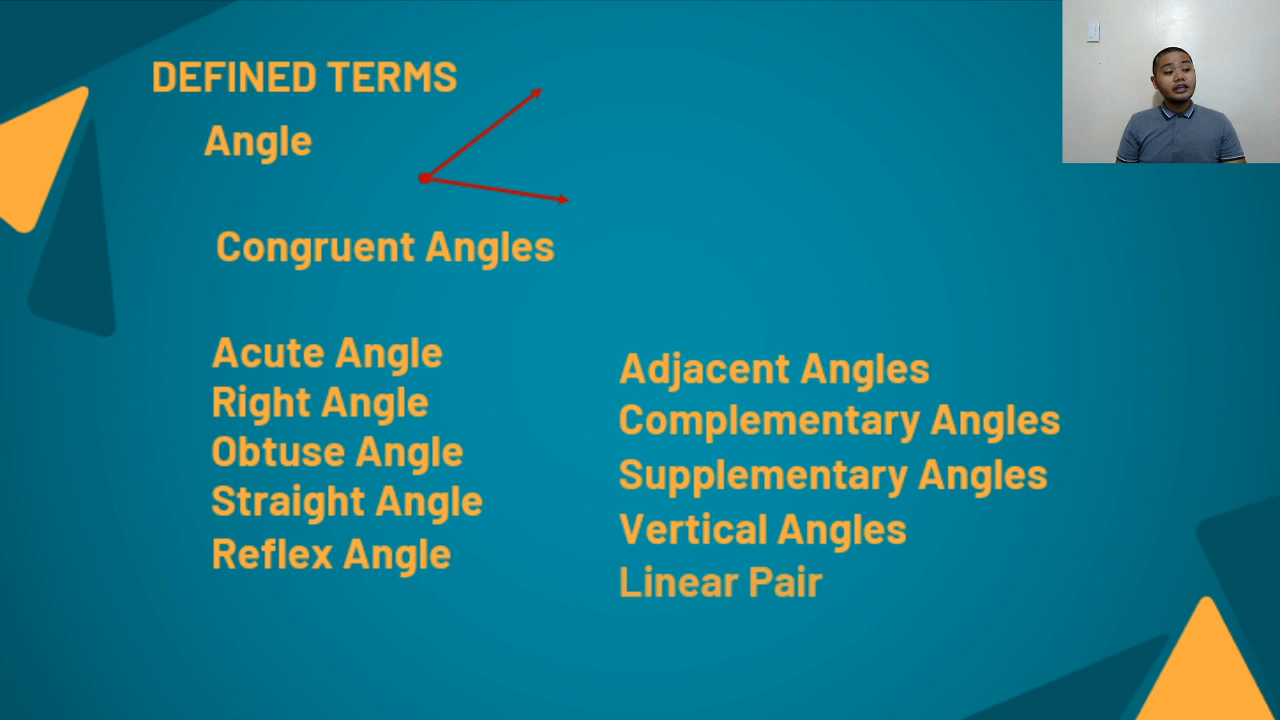 DEFINED TERMS
Angle
Congruent Angles
Acute Angle
Right Angle
Obtuse Angle
Straight Angle
Reflex Angle
Adjacent Angles
Complementary Angles
Supplementary Angles
Vertical Angles
Linear Pair